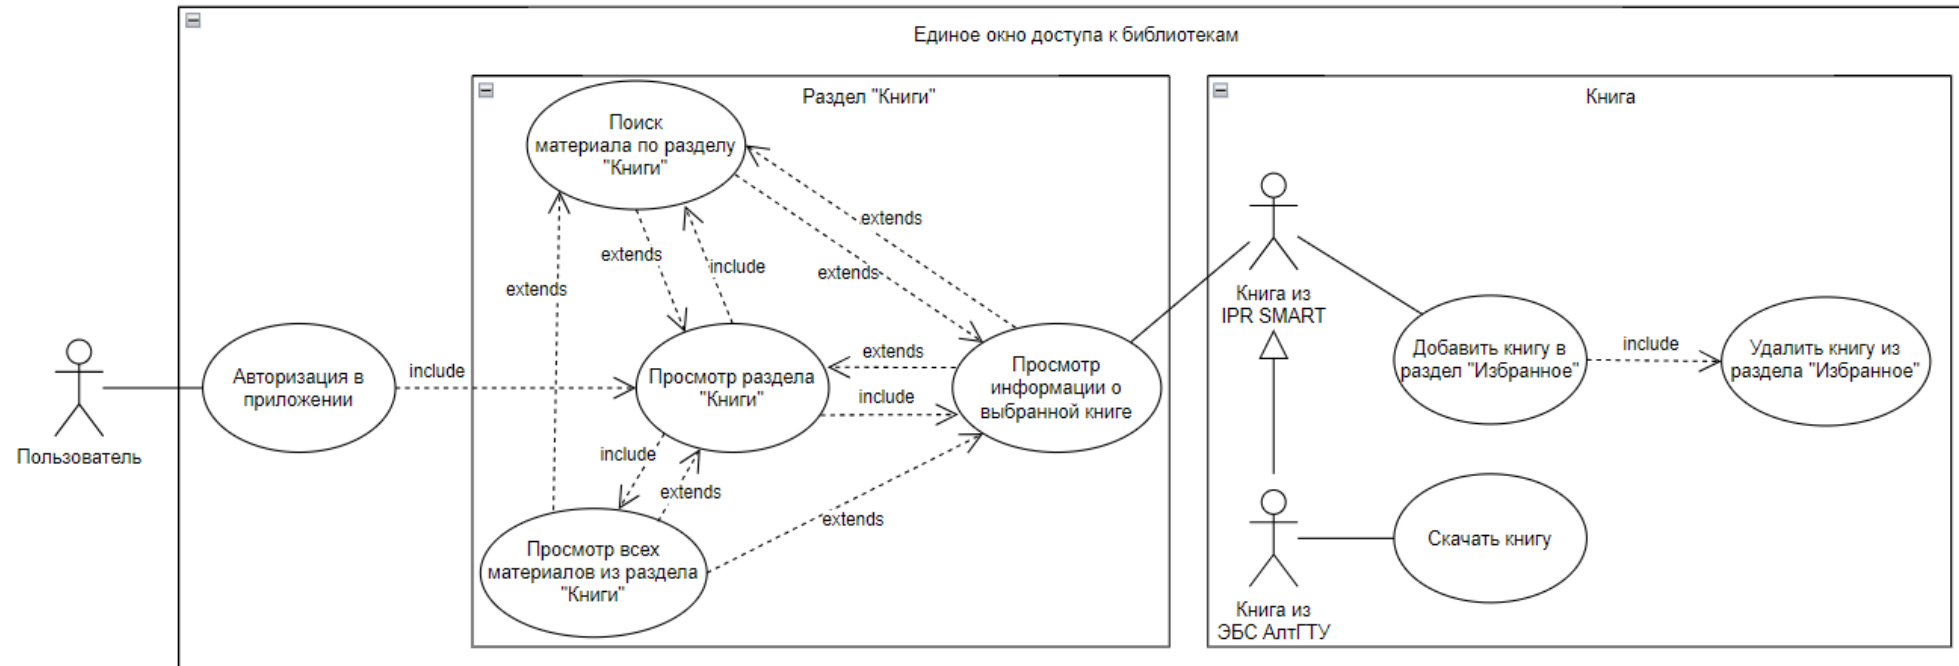 Единое окно доступа к библиотекам
Раздел "Книги"
Книга
Поиск
материала по разделу
"Книги"
extends
extends
include
extends
extends
Книга из
IPR SMART
Пользователь
Авторизация в
приложении
include
Просмотр раздела
"Книги"
extends
include
Просмотр
информации о
выбранной книге
Добавить книгу в
раздел "Избранное"
include
Удалить книгу из
раздела "Избранное"
include
extends
extends
Просмотр всех
материалов из раздела
"Книги"
Скачать книгу
Книга из
ЭБС АлтГТУ